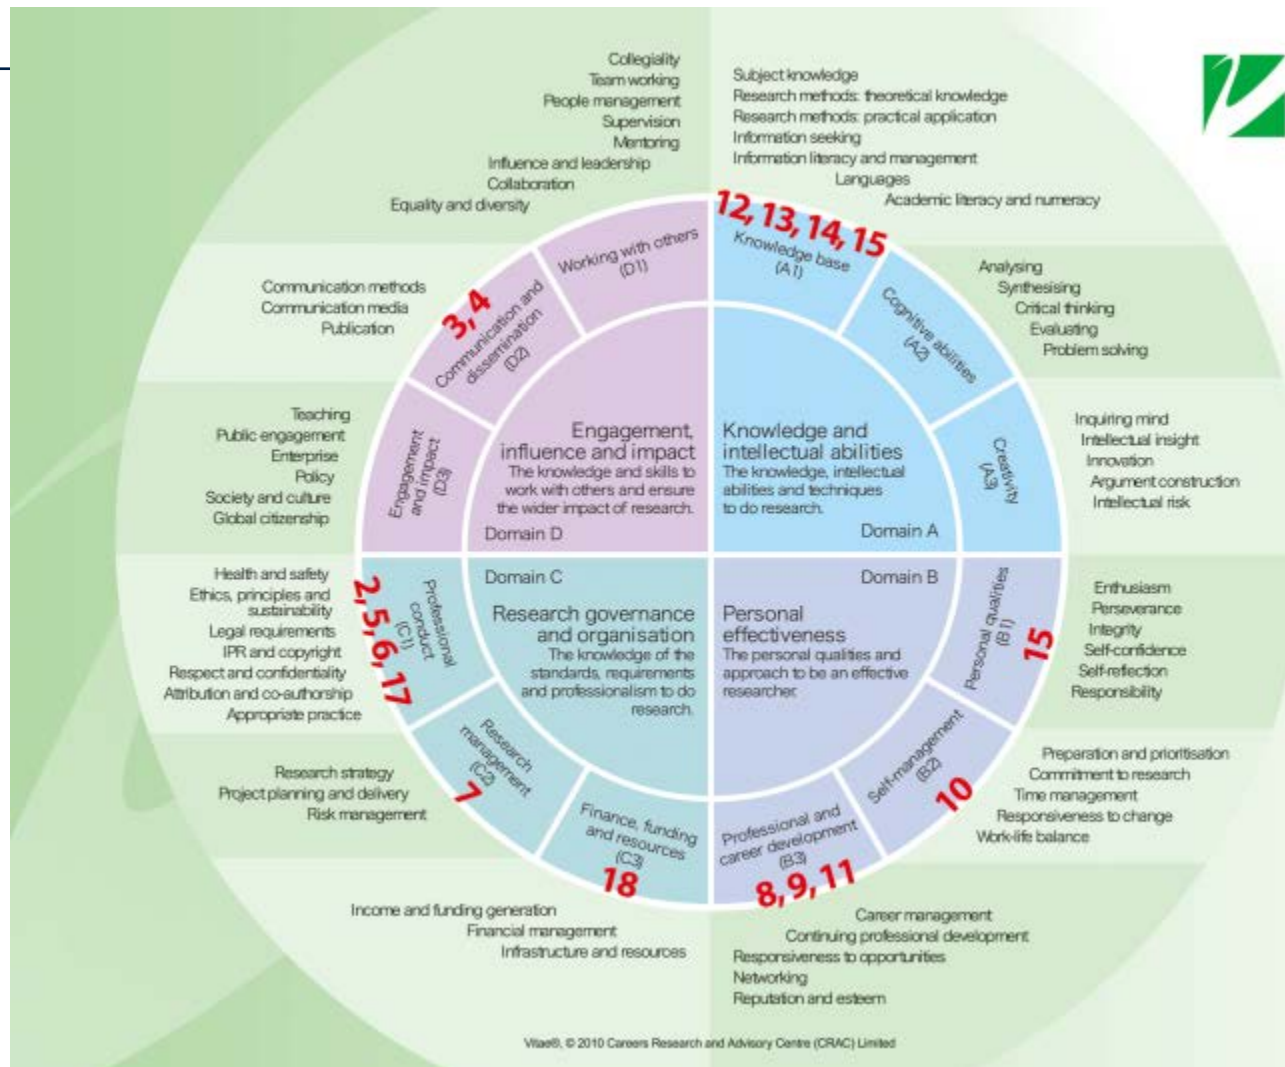 Collegiality
Team working
People management
Supervision
Mentoring
Influence and leadership
Collaboration
Equality and diversity
Subject knowledge
Research methods: theoretical knowledge
Research methods: practical application
Information seeking
Information literacy and management
Languages
Academic literacy and numeracy
12, 13, 14, 15
Knowledge base
(A1)
Working with others
(D1)
Communication methods
Communication media
Publication
3, 4
Communication and
dissemination
(D2)
Cognitive abilities
(A2)
Analysing
Synthesising
Critical thinking
Evaluating
Problem solving
Teaching
Public engagement
Enterprise
Policy
Society and culture
Global citizenship
Engagement
and impact
(D3)
Engagement,
influence and impact
The knowledge and skills to
work with others and ensure
the wider impact of research.
Domain D
Knowledge and
intellectual abilities
The knowledge, intellectual
abilities and techniques
to do research.
Domain A
Creativity
(A3)
Inquiring mind
Intellectual insight
Innovation
Argument construction
Intellectual risk
Health and safety
Ethics, principles and
sustainability
Legal requirements
IPR and copyright
Respect and confidentiality
Attribution and co-authorship
Appropriate practice
2, 5, 6, 17
Professional
conduct
(C1)
Domain C
Research governance
and organisation
The knowledge of the
standards, requirements
and professionalism to do
research.
Domain B
Personal
effectiveness
The personal qualities and
approach to be an effective
researcher.
Personal qualities
(B1)
15
Enthusiasm
Perseverance
Integrity
Self-confidence
Self-reflection
Responsibility
Research strategy
Project planning and delivery
Risk management
Research
management
(C2)
7
Self-management
(B2)
10
Preparation and prioritisation
Commitment to research
Time management
Responsiveness to change
Work-life balance
Finance, funding
and resources
(C3)
18
Professional and
career development
(B3)
8, 9, 11
Income and funding generation
Financial management
Infrastructure and resources
Career management
Continuing professional development
Responsiveness to opportunities
Networking
Reputation and esteem
Vitae®, © 2010 Careers Research and Advisory Centre (CRAC) Limited